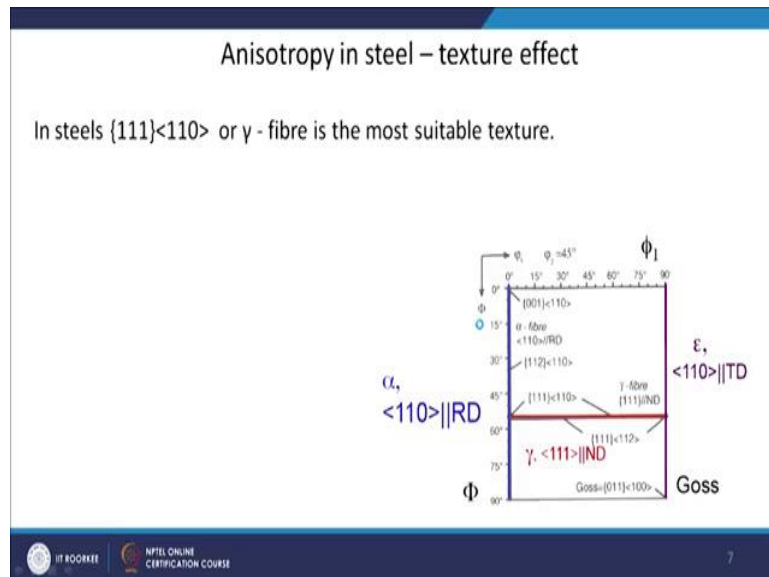 Anisotropy in steel – texture effect
In steels {111}<110> or γ - fibre is the most suitable texture.
φ₁ φ₂ =45°
ϕ₁
0° 15° 30° 45° 60° 75° 90
0°
{001}<110>
Φ
15°
α - fibre
<110>//RD
30°
{112}<110>
ε,
<110>||TD
α,
<110>||RD
45°
{111}<110>
γ-fibre
{111}//ND
60°
{111}<112>
γ, <111>||ND
75°
Φ
90°
Goss={011}<100>
Goss
IIT ROORKEE
NPTEL ONLINE
CERTIFICATION COURSE
7